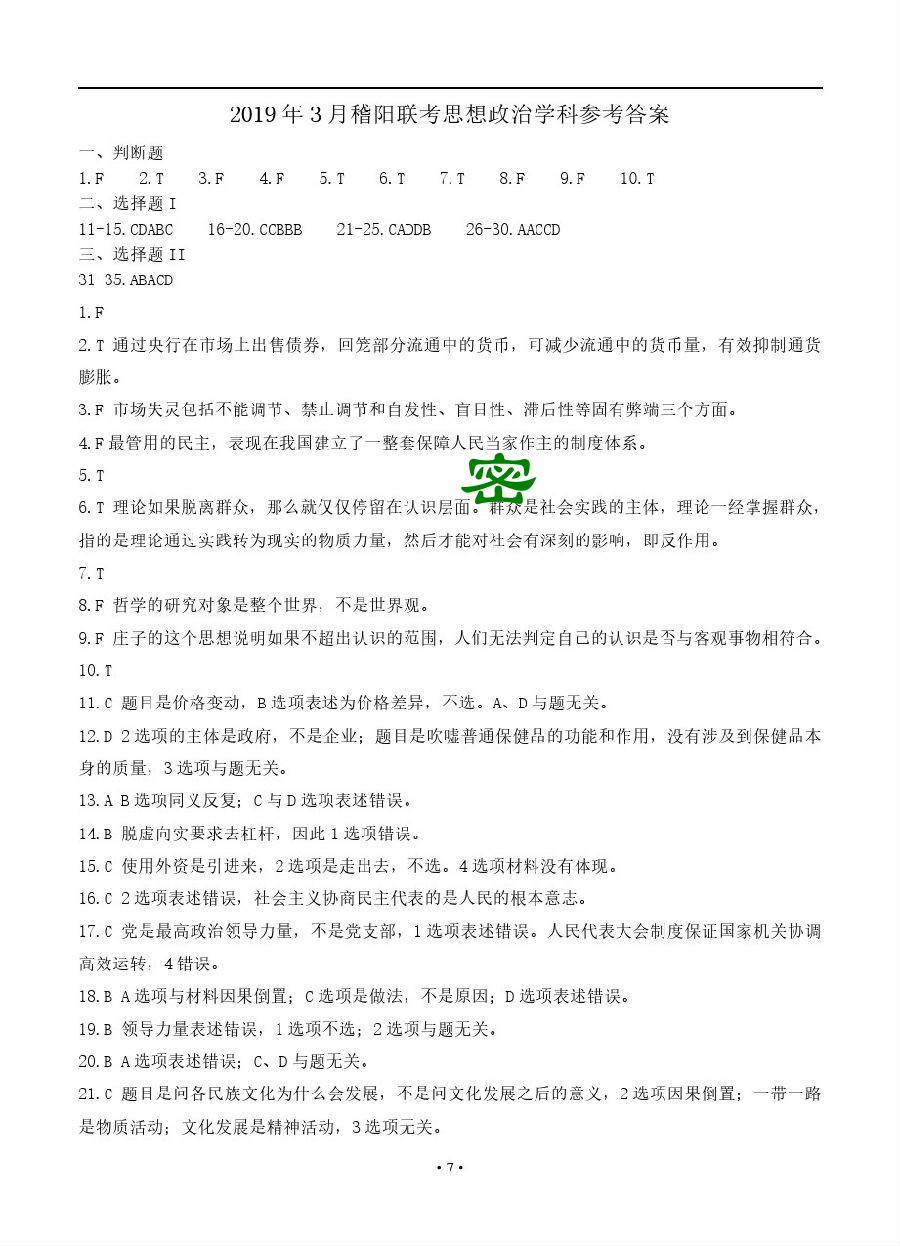 2019 年 3 月稽阳联考思想政治学科参考答案
一、判断题
1.F 2.T 3.F 4.F 5.T 6.T 7.T 8.F 9.F 10.T
二、选择题 I
11-15.CDABC 16-20.CCBBB 21-25.CADDB 26-30.AACCD
三、选择题 II
31 35.ABACD
1.F
2.T 通过央行在市场上出售债券，回笼部分流通中的货币，可减少流通中的货币量，有效抑制通货
膨胀。
3.F 市场失灵包括不能调节、禁止调节和自发性、盲目性、滞后性等固有弊端三个方面。
4.F 最管用的民主，表现在我国建立了一整套保障人民当家作主的制度体系。
5.T
密
6.T 理论如果脱离群众，那么就仅仅停留在认识层面。群众是社会实践的主体，理论一经掌握群众，
指的是理论通过实践转为现实的物质力量，然后才能对社会有深刻的影响，即反作用。
7.T
8.F 哲学的研究对象是整个世界，不是世界观。
9.F 庄子的这个思想说明如果不超出认识的范围，人们无法判定自己的认识是否与客观事物相符合。
10.T
11.C 题目是价格变动，B 选项表述为价格差异，不选。A、D 与题无关。
12.D 2 选项的主体是政府，不是企业；题目是吹嘘普通保健品的功能和作用，没有涉及到保健品本
身的质量，3 选项与题无关。
13.A B 选项同义反复；C 与 D 选项表述错误。
14.B 脱虚向实要求去杠杆，因此 1 选项错误。
15.C 使用外资是引进来，2 选项是走出去，不选。4 选项材料没有体现。
16.C 2 选项表述错误，社会主义协商民主代表的是人民的根本意志。
17.C 党是最高政治领导力量，不是党支部，1 选项表述错误。人民代表大会制度保证国家机关协调
高效运转，4 错误。
18.B A 选项与材料因果倒置；C 选项是做法，不是原因；D 选项表述错误。
19.B 领导力量表述错误，1 选项不选；2 选项与题无关。
20.B A 选项表述错误；C、D 与题无关。
21.C 题目是问各民族文化为什么会发展，不是问文化发展之后的意义，2 选项因果倒置；一带一路
是物质活动；文化发展是精神活动，3 选项无关。
• 7 •